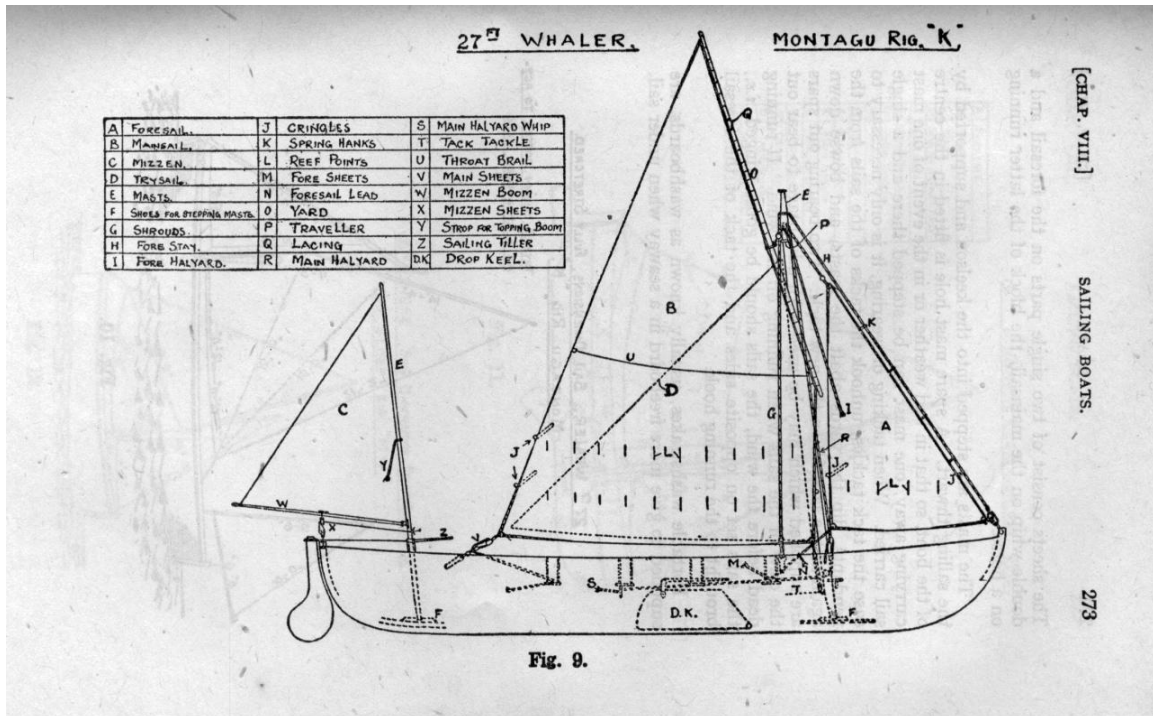 27FT WHALER. MONTAGU RIG. "K"
[CHAP. VIII.]
SAILING BOATS.
273
A FORESAIL. J CRINGLES S MAIN HALYARD WHIP
B MAINSAIL. K SPRING HANKS T TACK TACKLE
C MIZZEN. L REEF POINTS U THROAT BRAIL
D TRYSAIL. M FORE SHEETS V MAIN SHEETS
E MASTS. N FORESAIL LEAD W MIZZEN BOOM
F SHOES FOR STEPPING MASTS. O YARD X MIZZEN SHEETS
G SHROUDS. P TRAVELLER Y STROP FOR TOPPING BOOM
H FORE STAY. Q LACING Z SAILING TILLER
I FORE HALYARD. R MAIN HALYARD D.K DROP KEEL.
Q
O
E
P
H
B
K
E
U
D
C
G
I
A
R
J
L
J
J
L
Y
W
X
Z
V
M
N
S
T
D.K.
F
F
Fig. 9.